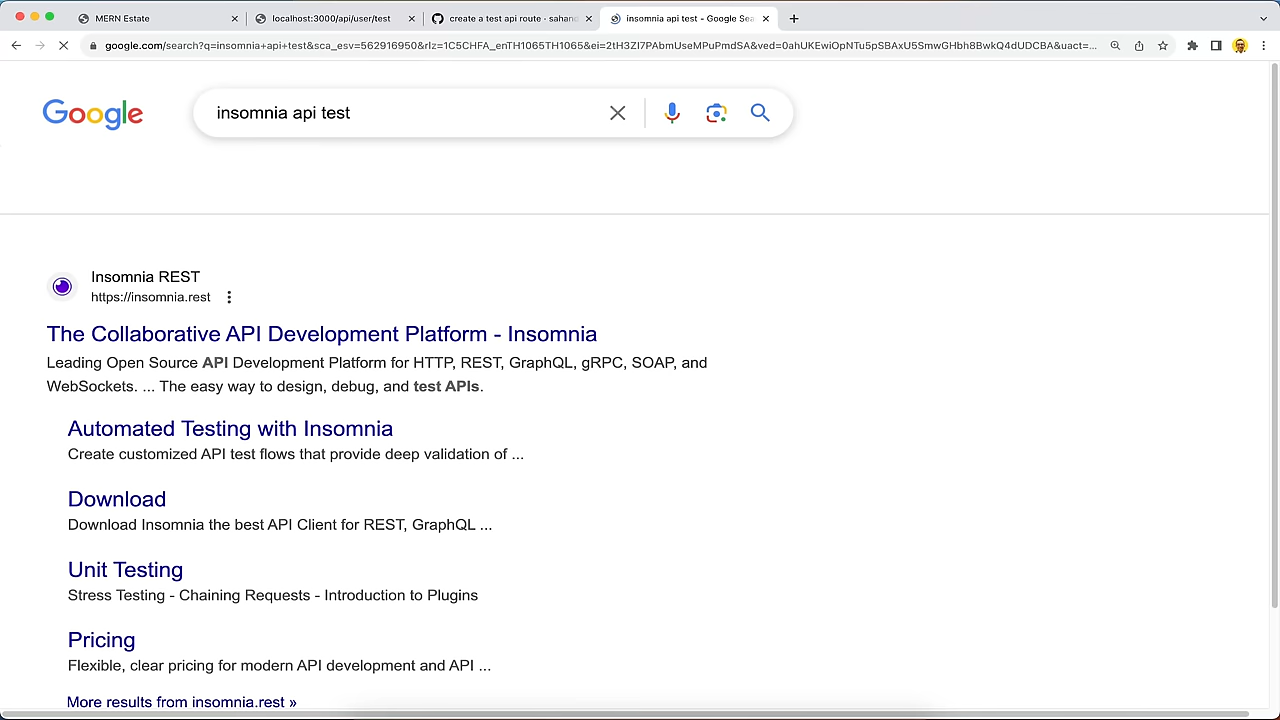 MERN Estate
localhost:3000/api/user/test
create a test api route · sahand
insomnia api test - Google Sea
google.com/search?q=insomnia+api+test&sca_esv=562916950&rlz=1C5CHFA_enTH1065TH1065&ei=2tH3ZI7PAbmUseMPuPmdSA&ved=0ahUKEwiOpNTu5pSBAxU5SmwGHbh8BwkQ4dUDCBA&uact=...
Google
insomnia api test
Insomnia REST
https://insomnia.rest
The Collaborative API Development Platform - Insomnia
Leading Open Source API Development Platform for HTTP, REST, GraphQL, gRPC, SOAP, and
WebSockets. ... The easy way to design, debug, and test APIs.
Automated Testing with Insomnia
Create customized API test flows that provide deep validation of ...
Download
Download Insomnia the best API Client for REST, GraphQL ...
Unit Testing
Stress Testing - Chaining Requests - Introduction to Plugins
Pricing
Flexible, clear pricing for modern API development and API ...
More results from insomnia.rest »